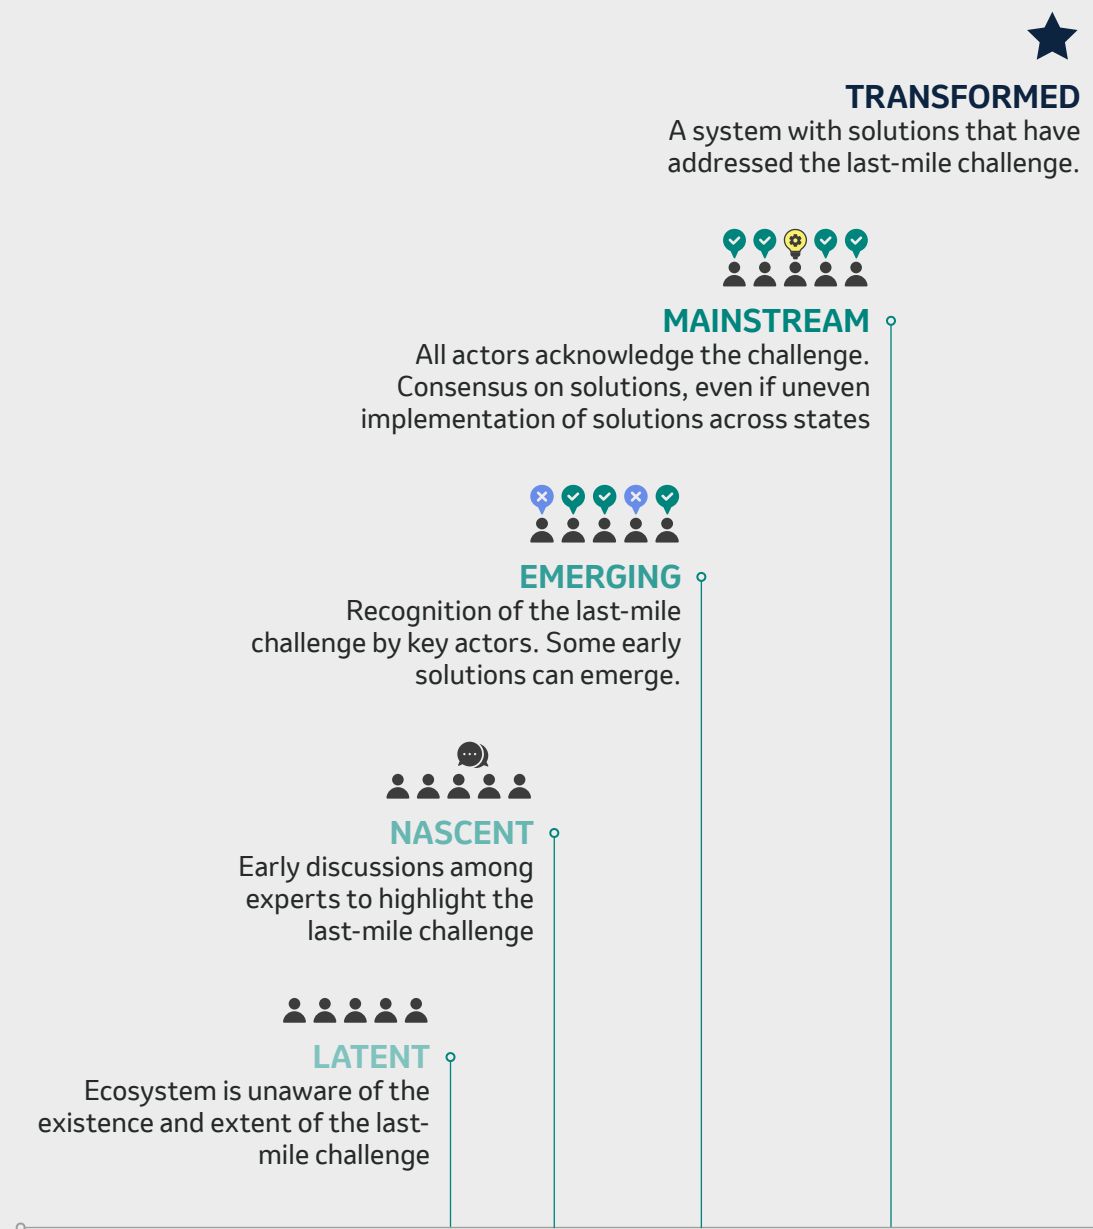 TRANSFORMED
A system with solutions that have
addressed the last-mile challenge.
MAINSTREAM
All actors acknowledge the challenge.
Consensus on solutions, even if uneven
implementation of solutions across states
EMERGING
Recognition of the last-mile
challenge by key actors. Some early
solutions can emerge.
NASCENT
Early discussions among
experts to highlight the
last-mile challenge
LATENT
Ecosystem is unaware of the
existence and extent of the last-
mile challenge